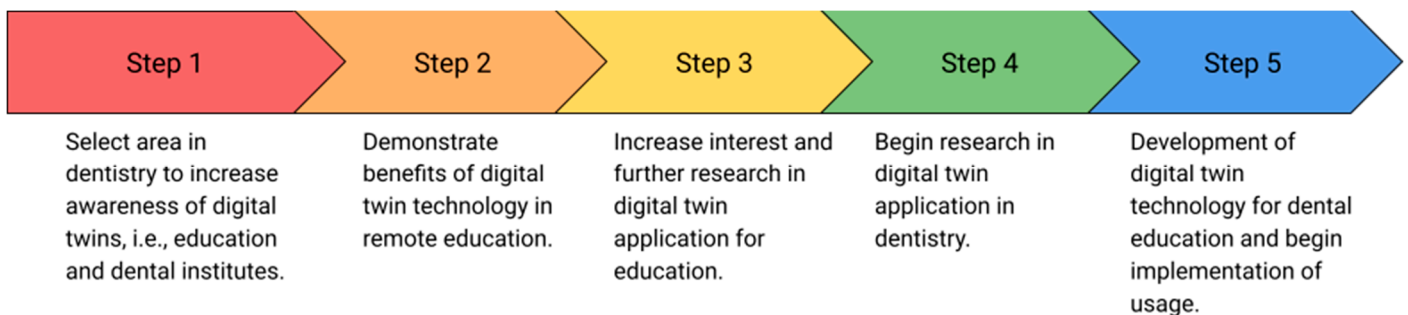 Step 1
Step 2
Step 3
Step 4
Step 5
Select area in
dentistry to increase
awareness of digital
twins, i.e., education
and dental institutes.
Demonstrate
benefits of digital
twin technology in
remote education.
Increase interest and
further research in
digital twin
application for
education.
Begin research in
digital twin
application in
dentistry.
Development of
digital twin
technology for dental
education and begin
implementation of
usage.